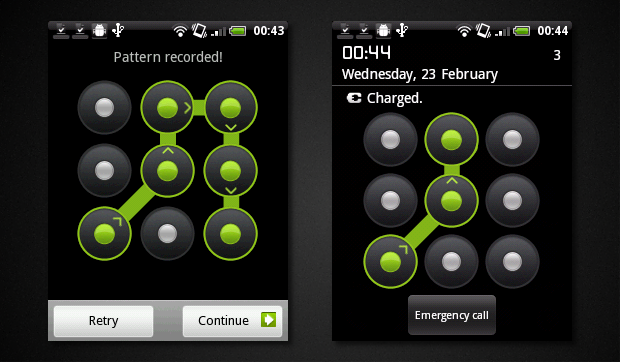 00:43
Pattern recorded!
Retry
Continue
00:44
00:44
3
Wednesday, 23 February
Charged.
Emergency call